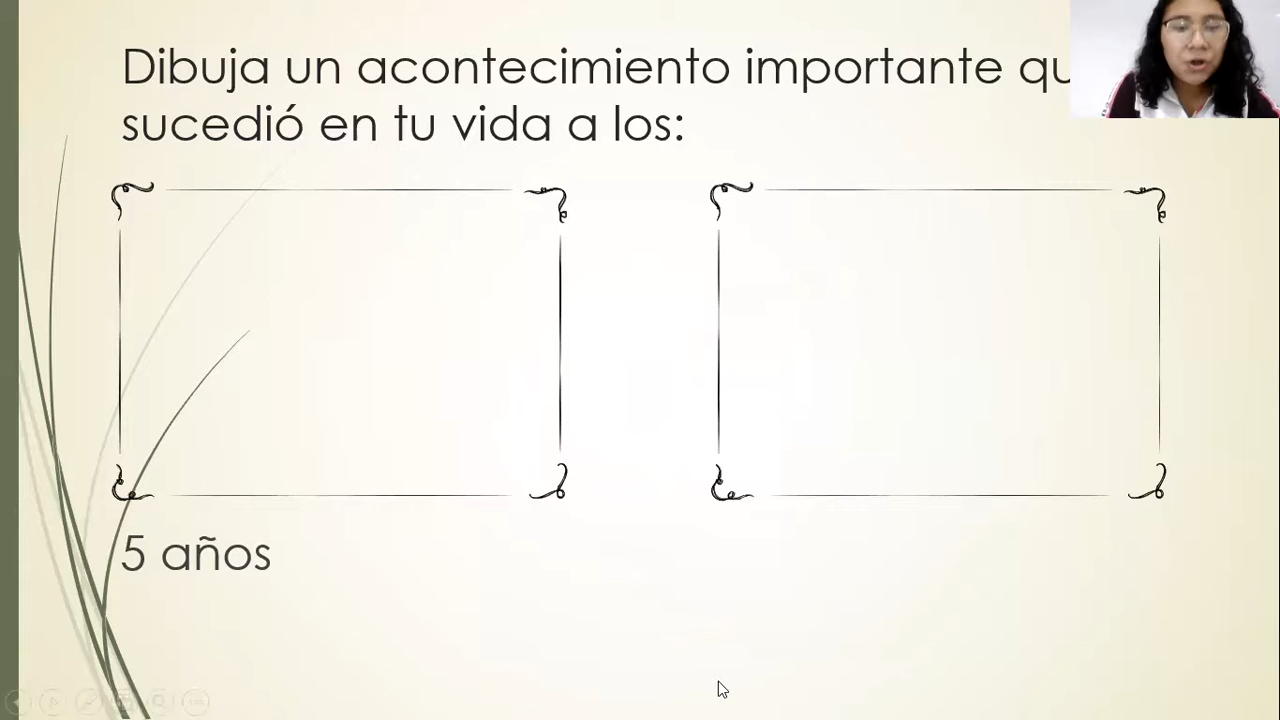 Dibuja un acontecimiento importante qu
sucedió en tu vida a los:
5 años